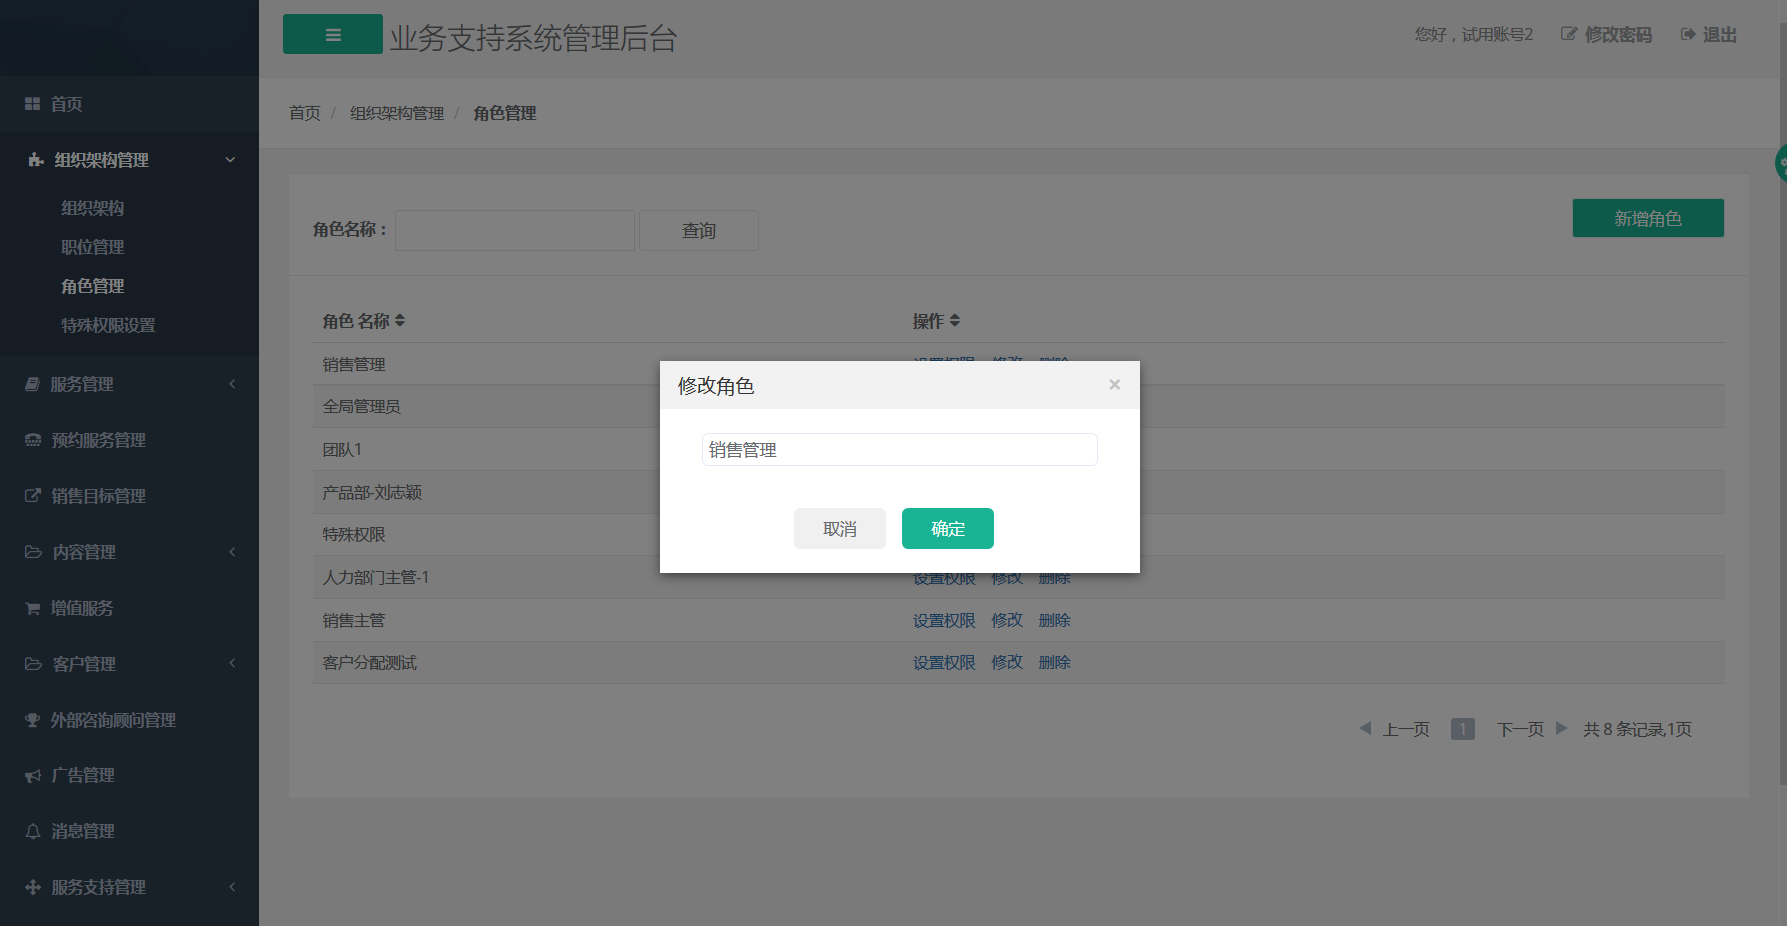 业务支持系统管理后台
您好，试用账号2 修改密码 退出
首页
组织架构管理
组织架构
职位管理
角色管理
特殊权限设置
服务管理
预约服务管理
销售目标管理
内容管理
增值服务
客户管理
外部咨询顾问管理
广告管理
消息管理
服务支持管理
首页 / 组织架构管理 / 角色管理
角色名称： 查询 新增角色
角色 名称 操作
销售管理 设置权限 修改 删除
全局管理员
团队1
产品部-刘志颖
特殊权限
人力部门主管-1 设置权限 修改 删除
销售主管 设置权限 修改 删除
客户分配测试 设置权限 修改 删除
上一页 1 下一页 共 8 条记录,1页
修改角色 ×
销售管理
取消 确定